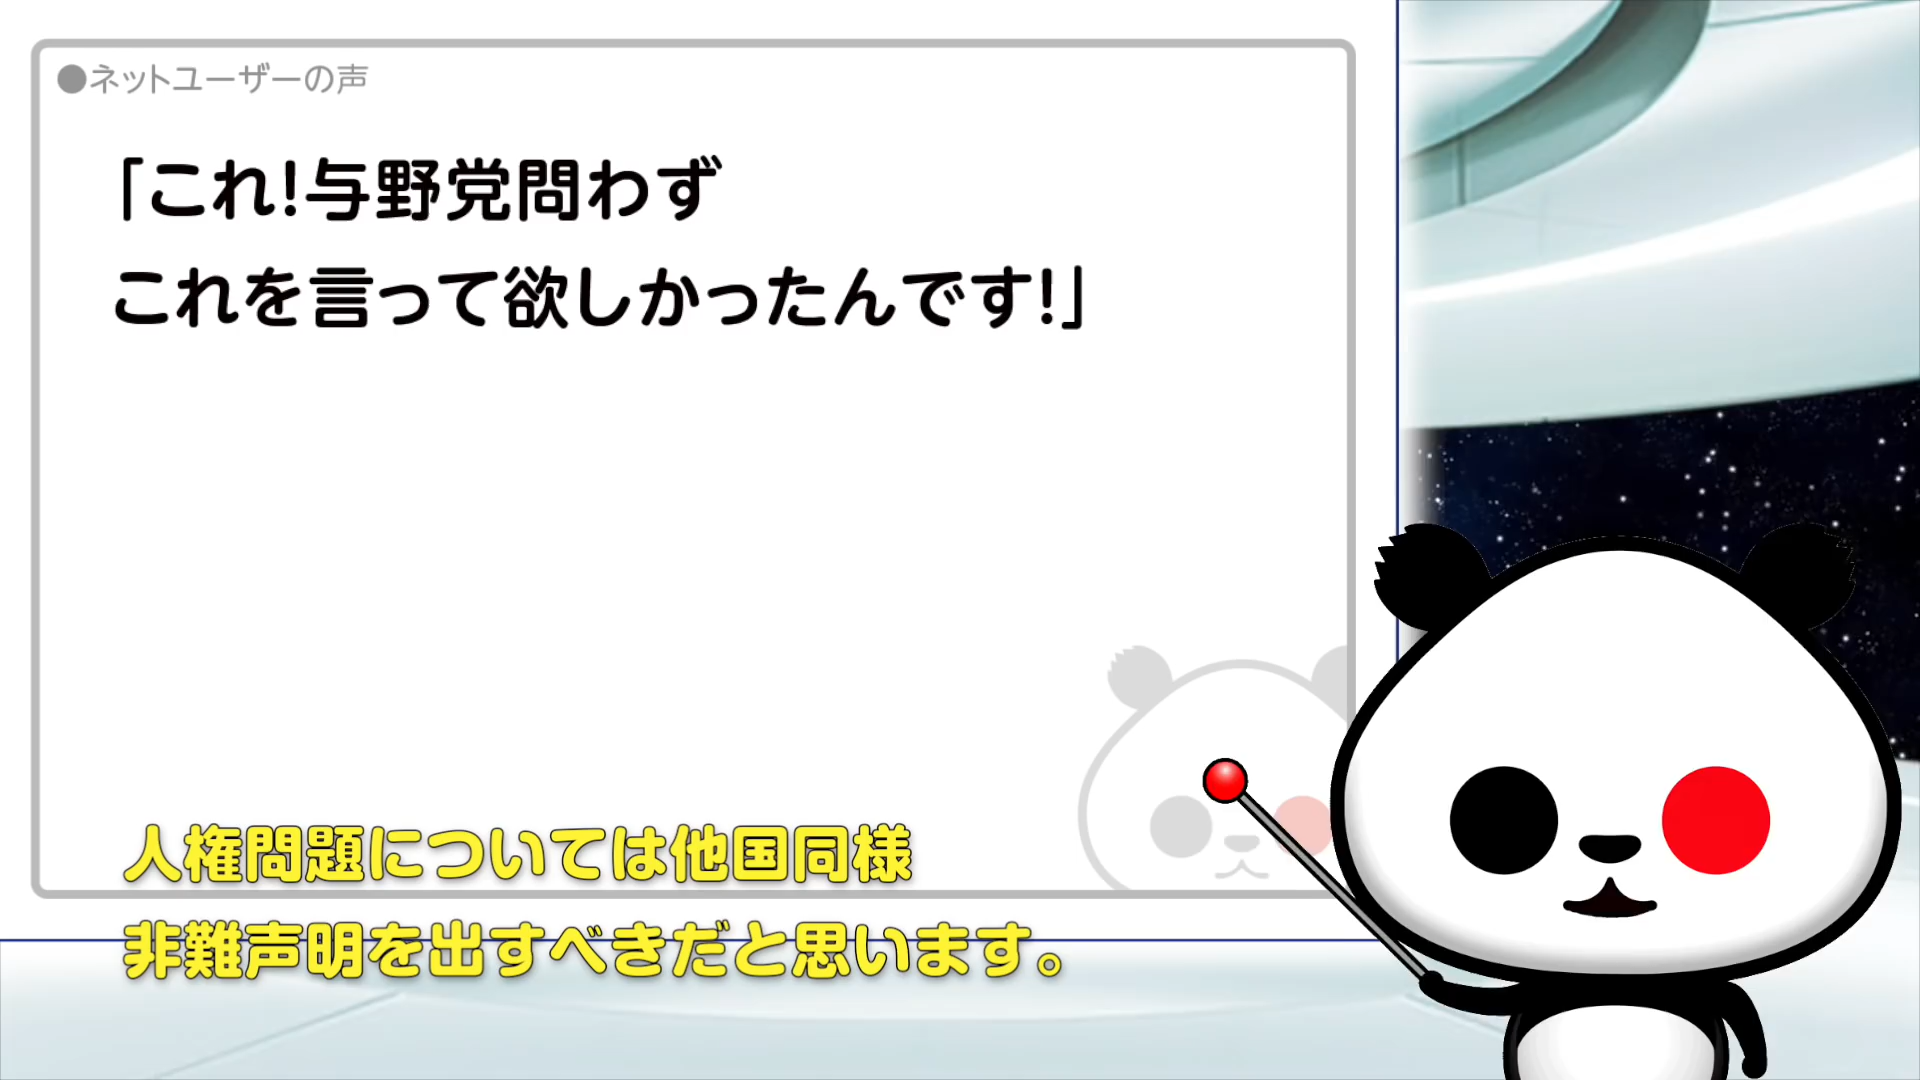 ●ネットユーザーの声
「これ!与野党問わず
これを言って欲しかったんです!」
人権問題については他国同様
非難声明を出すべきだと思います。